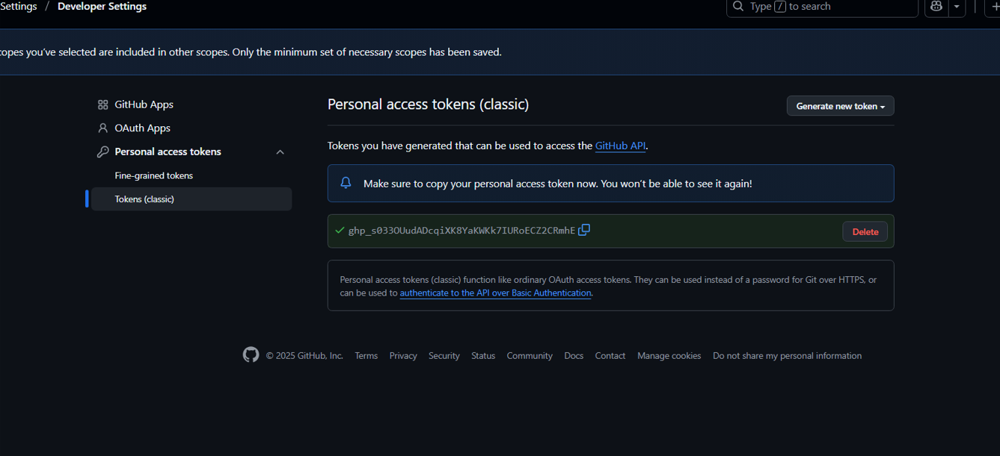 Settings / Developer Settings
Type / to search
copes you've selected are included in other scopes. Only the minimum set of necessary scopes has been saved.
GitHub Apps
OAuth Apps
Personal access tokens
Fine-grained tokens
Tokens (classic)
Personal access tokens (classic)
Generate new token
Tokens you have generated that can be used to access the GitHub API.
Make sure to copy your personal access token now. You won't be able to see it again!
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
Delete
Personal access tokens (classic) function like ordinary OAuth access tokens. They can be used instead of a password for Git over HTTPS, or
can be used to authenticate to the API over Basic Authentication.
© 2025 GitHub, Inc. Terms Privacy Security Status Community Docs Contact Manage cookies Do not share my personal information